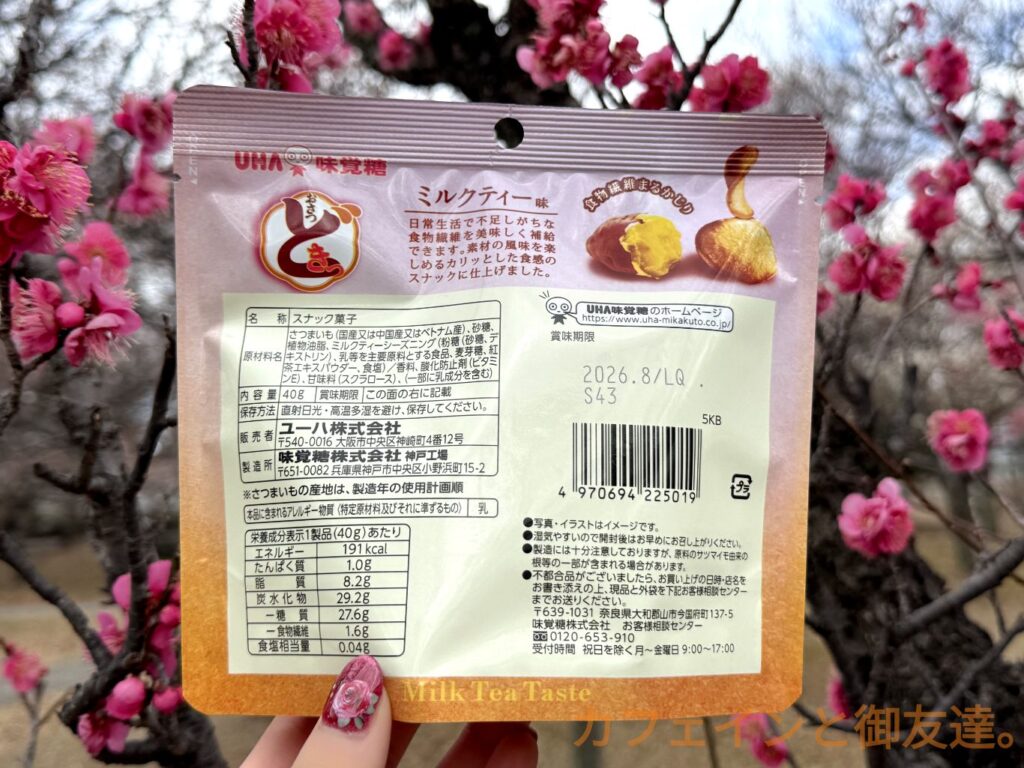 UHA味覚糖
ミルクティー味
日常生活で不足しがちな
食物繊維を美味しく補給
できます。素材の風味を楽
しめるカリッとした食感の
スナックに仕上げました。
食物繊維まるかじり
名 称 スナック菓子
原材料名 さつまいも(国産又は中国産又はベトナム産)、砂糖、
植物油脂、ミルクティーシーズニング(粉糖(砂糖、デ
キストリン)、乳等を主要原料とする食品、麦芽糖、紅
茶エキスパウダー、食塩)/香料、酸化防止剤(ビタミ
ンE)、甘味料(スクラロース)、(一部に乳成分を含む)
内容量 40g 賞味期限 この面の右に記載
保存方法 直射日光・高温多湿を避け、保存してください。
販売者 ユーハ株式会社
〒540-0016 大阪市中央区神崎町4番12号
製造所 味覚糖株式会社 神戸工場
〒651-0082 兵庫県神戸市中央区小野浜町15-2
※さつまいもの産地は、製造年の使用計画順
本品に含まれるアレルギー物質(特定原材料及びそれに準ずるもの) 乳
栄養成分表示1製品(40g)あたり
エネルギー 191kcal
たんぱく質 1.0g
脂質 8.2g
炭水化物 29.2g
ー糖質 27.6g
ー食物繊維 1.6g
食塩相当量 0.04g
UHA味覚糖のホームページ
https://www.uha-mikakuto.co.jp/
賞味期限
2026.8/LQ.
S43
5KB
4 970694 225019
プラ
●写真・イラストはイメージです。
●湿気やすいので開封後はお早めにお召し上がりください。
●製造には十分注意しておりますが、原料のサツマイモ由来の
根等の一部が含まれる場合があります。
●不都合品がございましたら、お買い上げの日時・店名を
お書き添えの上、現品と外袋を下記お客様相談センター
までお送りください。
〒639-1031 奈良県大和郡山市今国府町137-5
味覚糖株式会社 お客様相談センター
0120-653-910
受付時間 祝日を除く月~金曜日 9:00~17:00
Milk Tea Taste
カフェインと御友達。